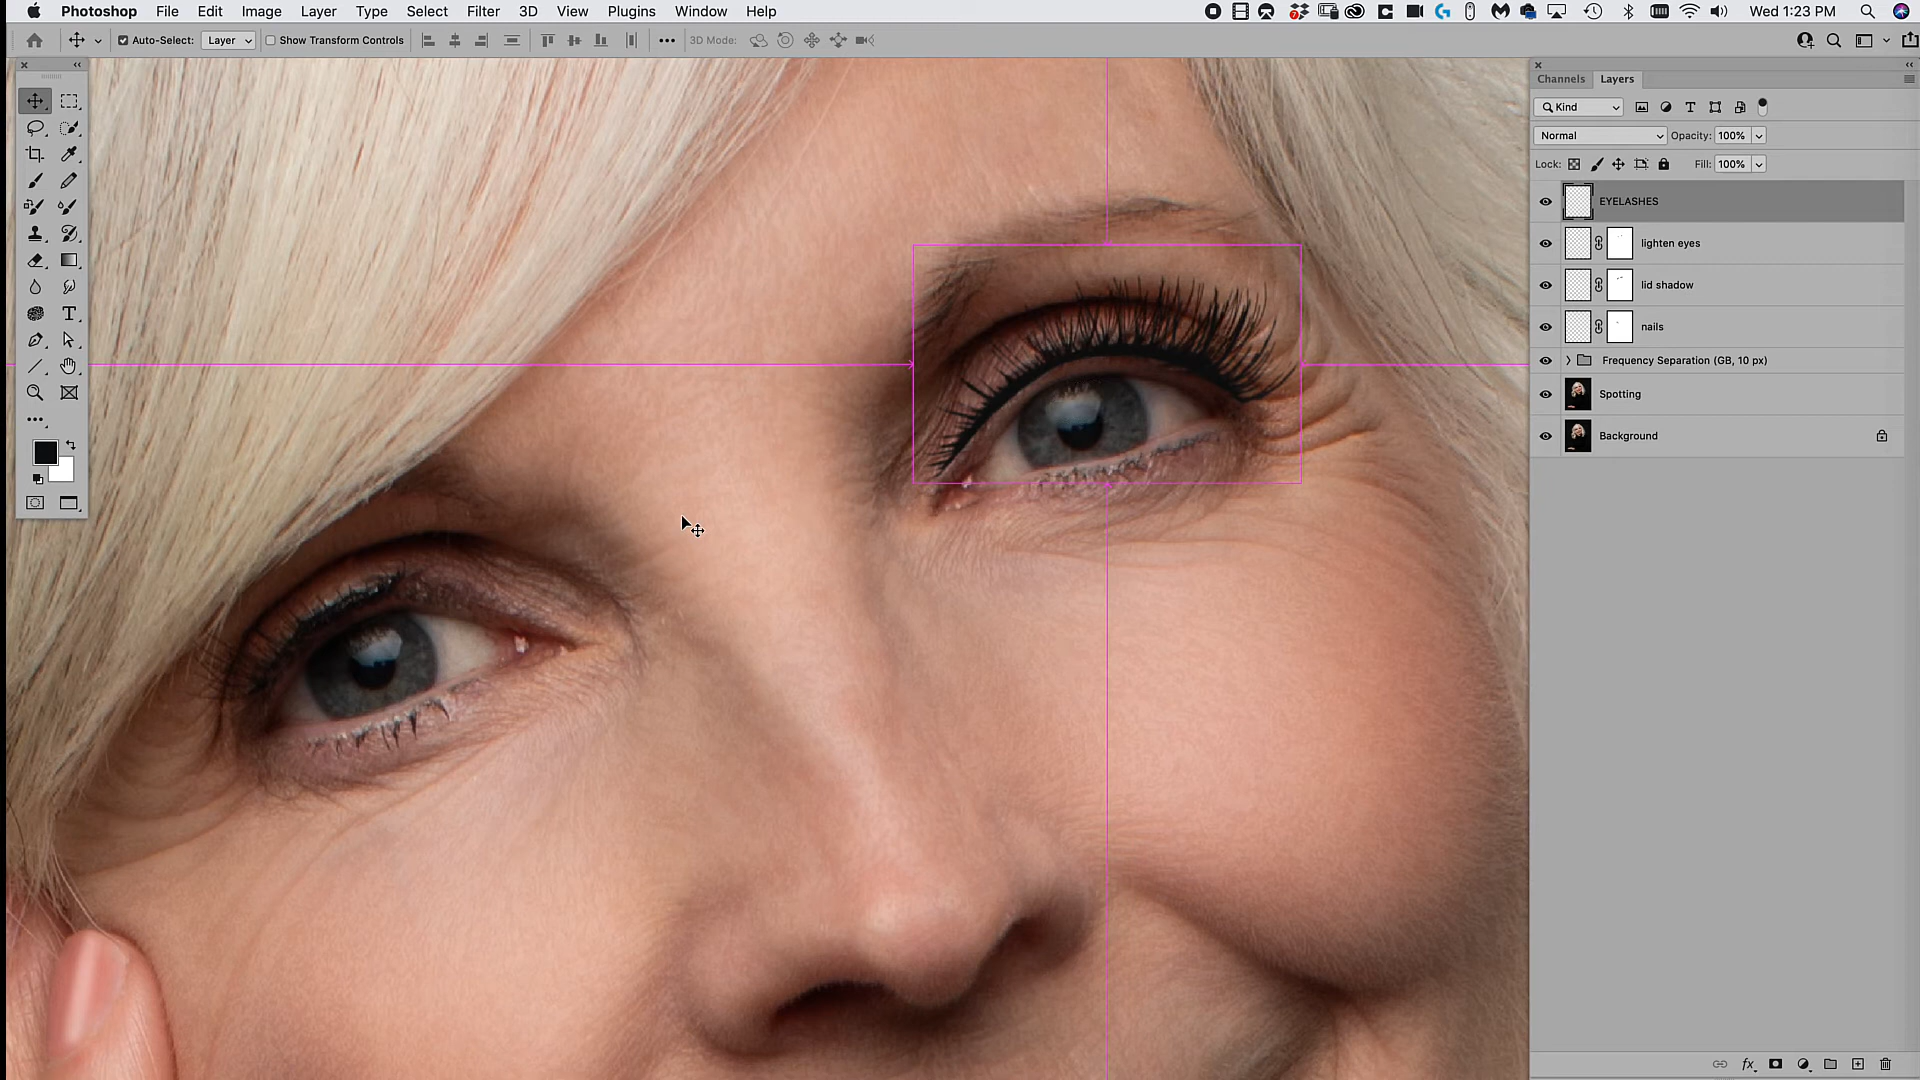 Photoshop File Edit Image Layer Type Select Filter 3D View Plugins Window Help Wed 1:23 PM
Auto-Select: Layer Show Transform Controls 3D Mode:
Channels Layers
Kind
Normal Opacity: 100%
Lock: Fill: 100%
EYELASHES
lighten eyes
lid shadow
nails
Frequency Separation (GB, 10 px)
Spotting
Background